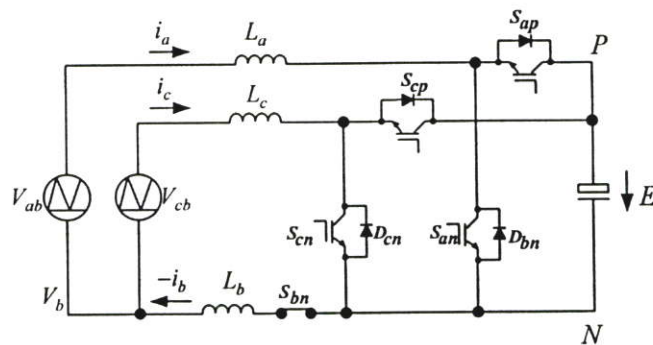 i_a
L_a
S_ap
P
i_c
L_c
S_cp
V_ab
V_cb
S_cn
D_cn
S_an
D_bn
E
V_b
-i_b
L_b
S_bn
N